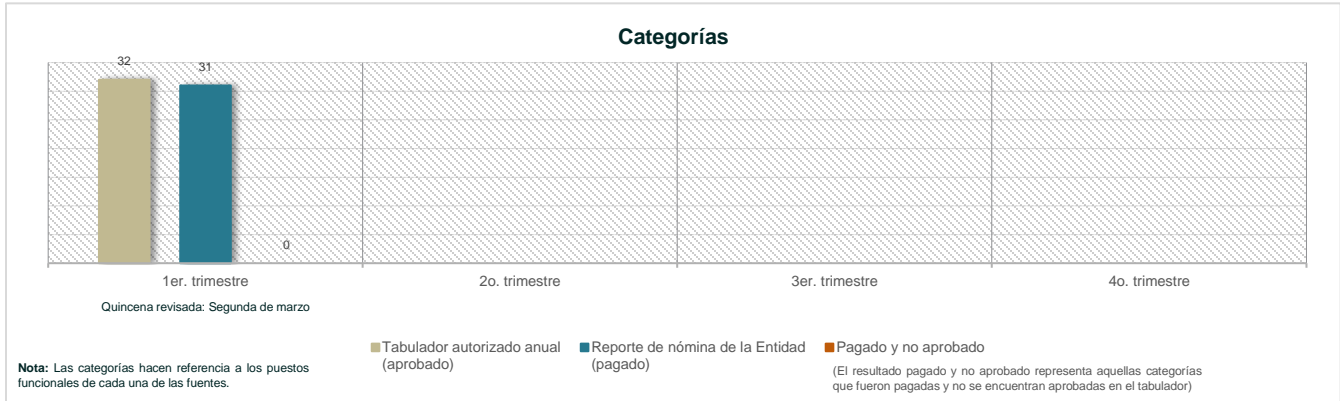 Categorías
32
31
0
1er. trimestre
2o. trimestre
3er. trimestre
4o. trimestre
Quincena revisada: Segunda de marzo
Tabulador autorizado anual
(aprobado)
Reporte de nómina de la Entidad
(pagado)
Pagado y no aprobado
(El resultado pagado y no aprobado representa aquellas categorías
que fueron pagadas y no se encuentran aprobadas en el tabulador)
Nota: Las categorías hacen referencia a los puestos
funcionales de cada una de las fuentes.